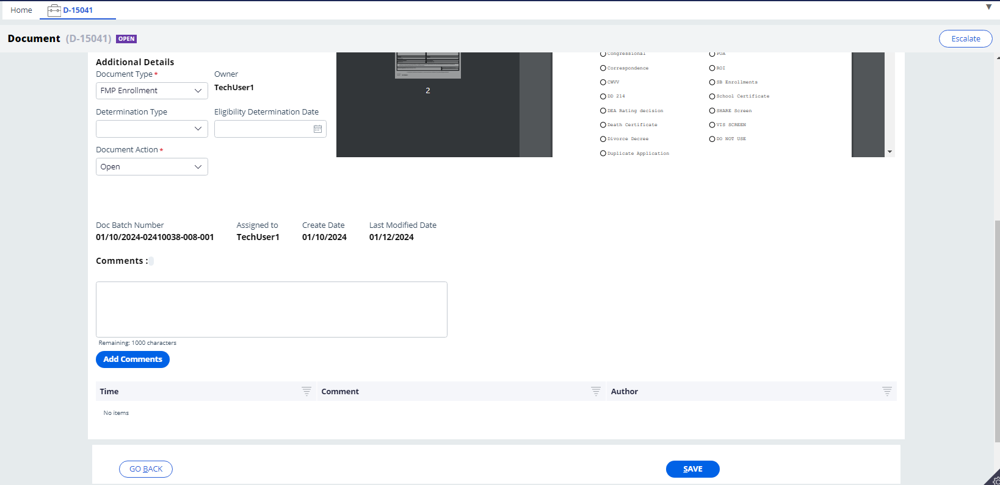 Home
D-15041
▼
Document (D-15041) OPEN
Escalate
Additional Details
Document Type *
Owner
FMP Enrollment
TechUser1
Determination Type
Eligibility Determination Date
Document Action *
Open
2
Congressional
Correspondence
CWVV
DD 214
DEA Rating decision
Death Certificate
Divorce Decree
Duplicate Application
POA
ROI
SB Enrollments
School Certificate
SHARE Screen
VIS SCREEN
DO NOT USE
Doc Batch Number
01/10/2024-02410038-008-001
Assigned to
TechUser1
Create Date
01/10/2024
Last Modified Date
01/12/2024
Comments :
Remaining: 1000 characters
Add Comments
Time Comment Author
No items
GO BACK
SAVE